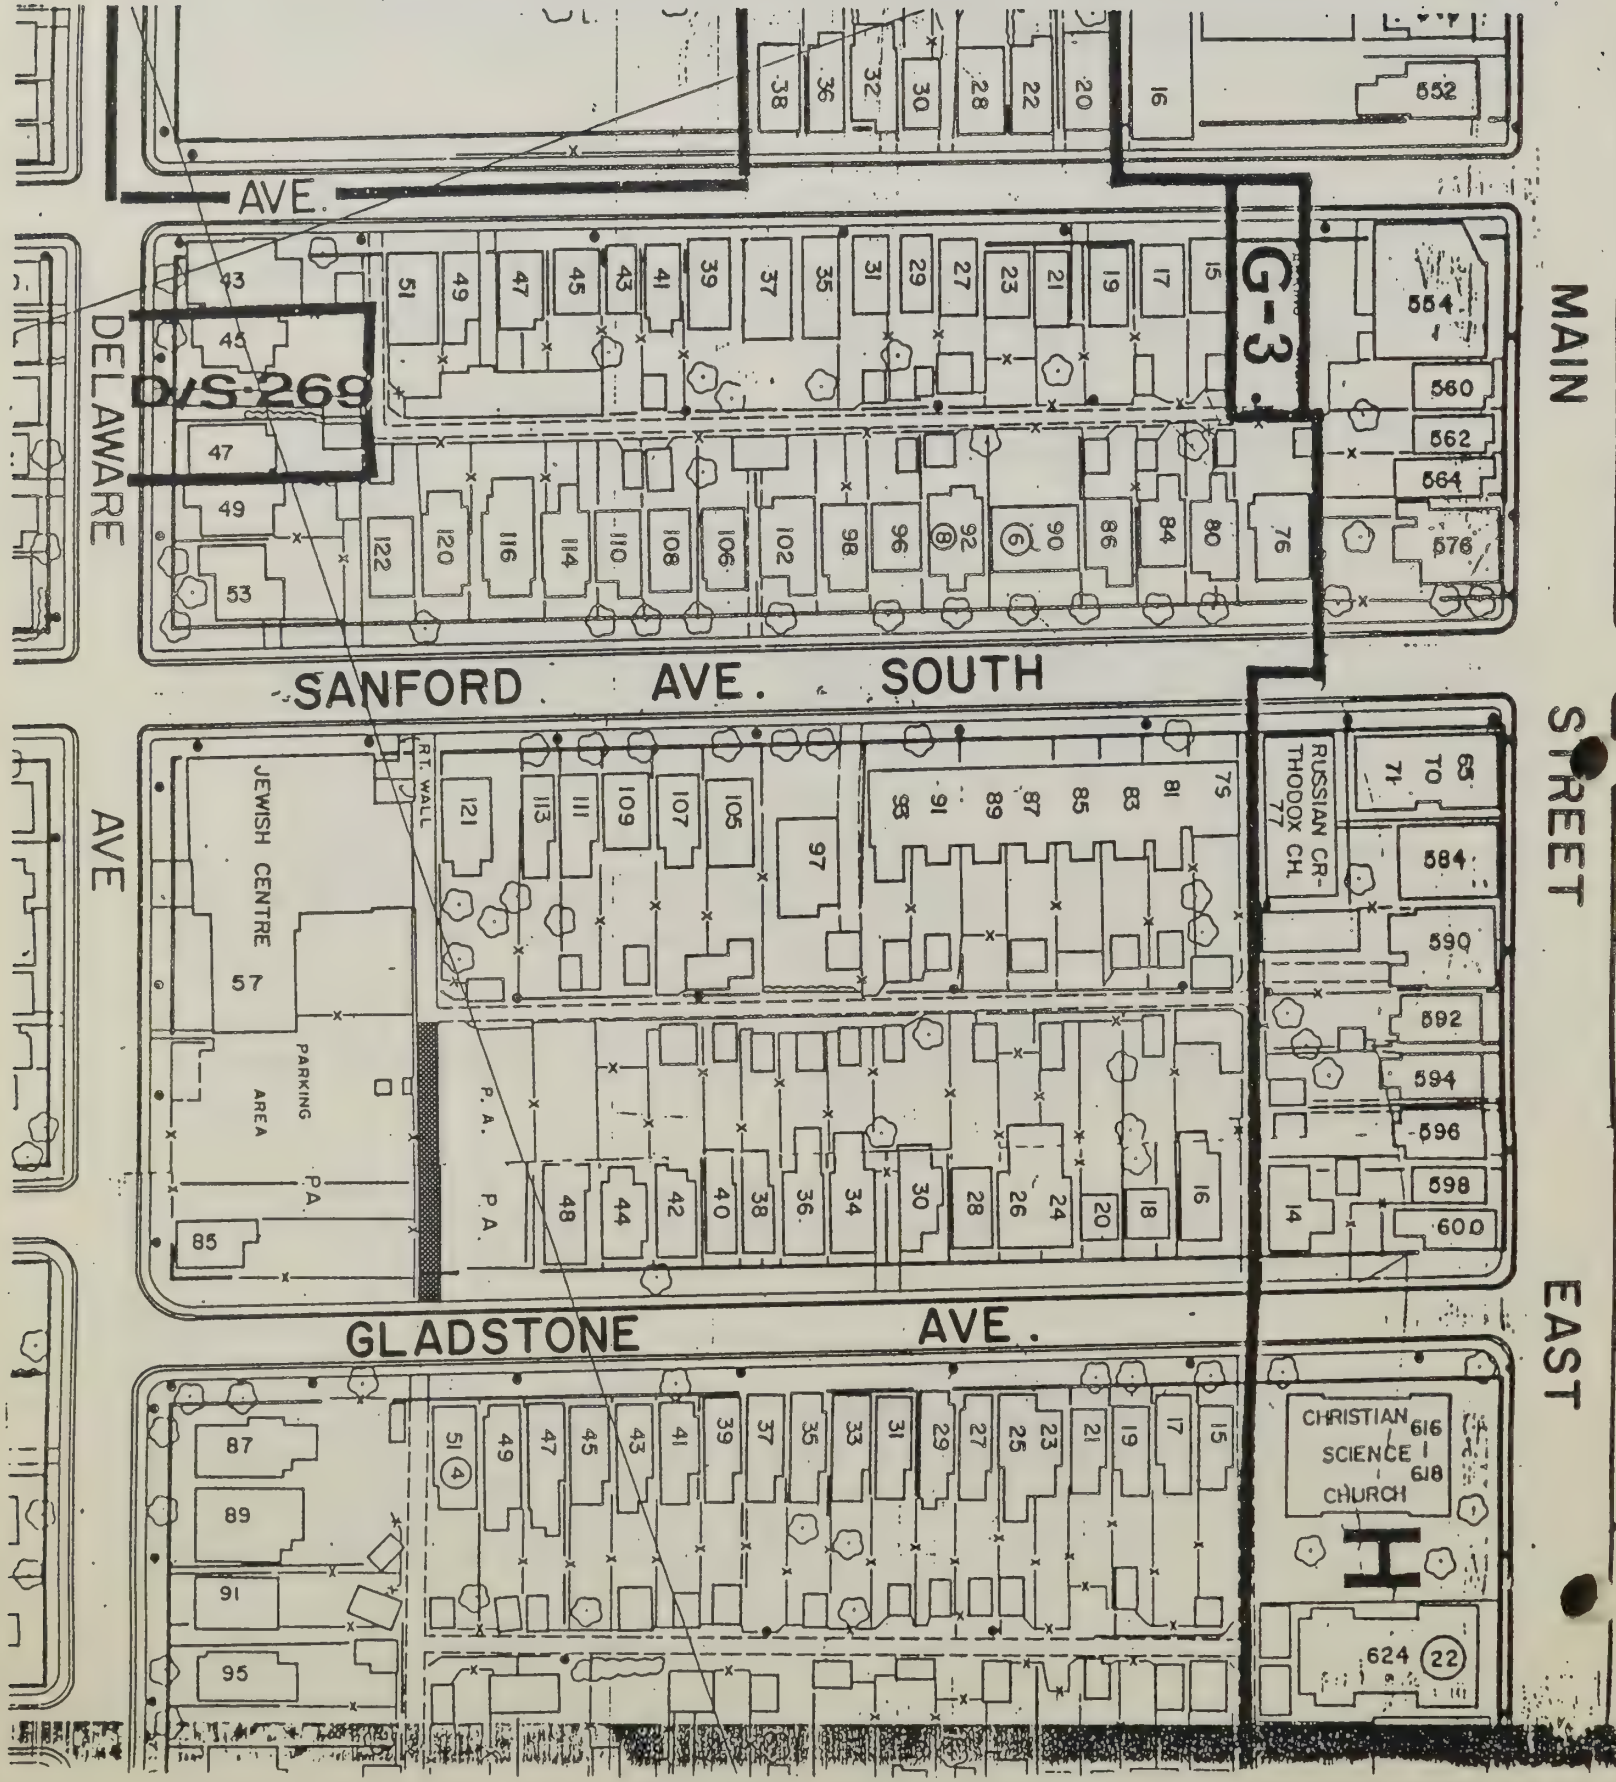 38 36 32 30 28 22 20 16 552
AVE.
43 51 49 47 45 43 41 39 37 35 31 29 27 23 21 19 17 15 G-3 554
45
D/S-269
560
47
562
564
49
122 120 116 114 110 108 106 102 98 96 92 8 90 6 86 84 80 76 576
53
DELAWARE
MAIN
SANFORD AVE. SOUTH
STREET
AVE
JEWISH CENTRE
57
RT. WALL
121 113 111 109 107 105 97 93 91 89 87 85 83 81 75
RUSSIAN CR-
THODOX CH.
77
65
TO
71
584
590
592
594
596
598
600
PARKING
AREA
P.A.
P.A.
P.A.
85
48 44 42 40 38 36 34 30 28 26 24 20 18 16 14
GLADSTONE AVE.
EAST
87
89
91
95
51 4 49 47 45 43 41 39 37 35 33 31 29 27 25 23 21 19 17 15
CHRISTIAN
SCIENCE
CHURCH
616
618
H
624 22